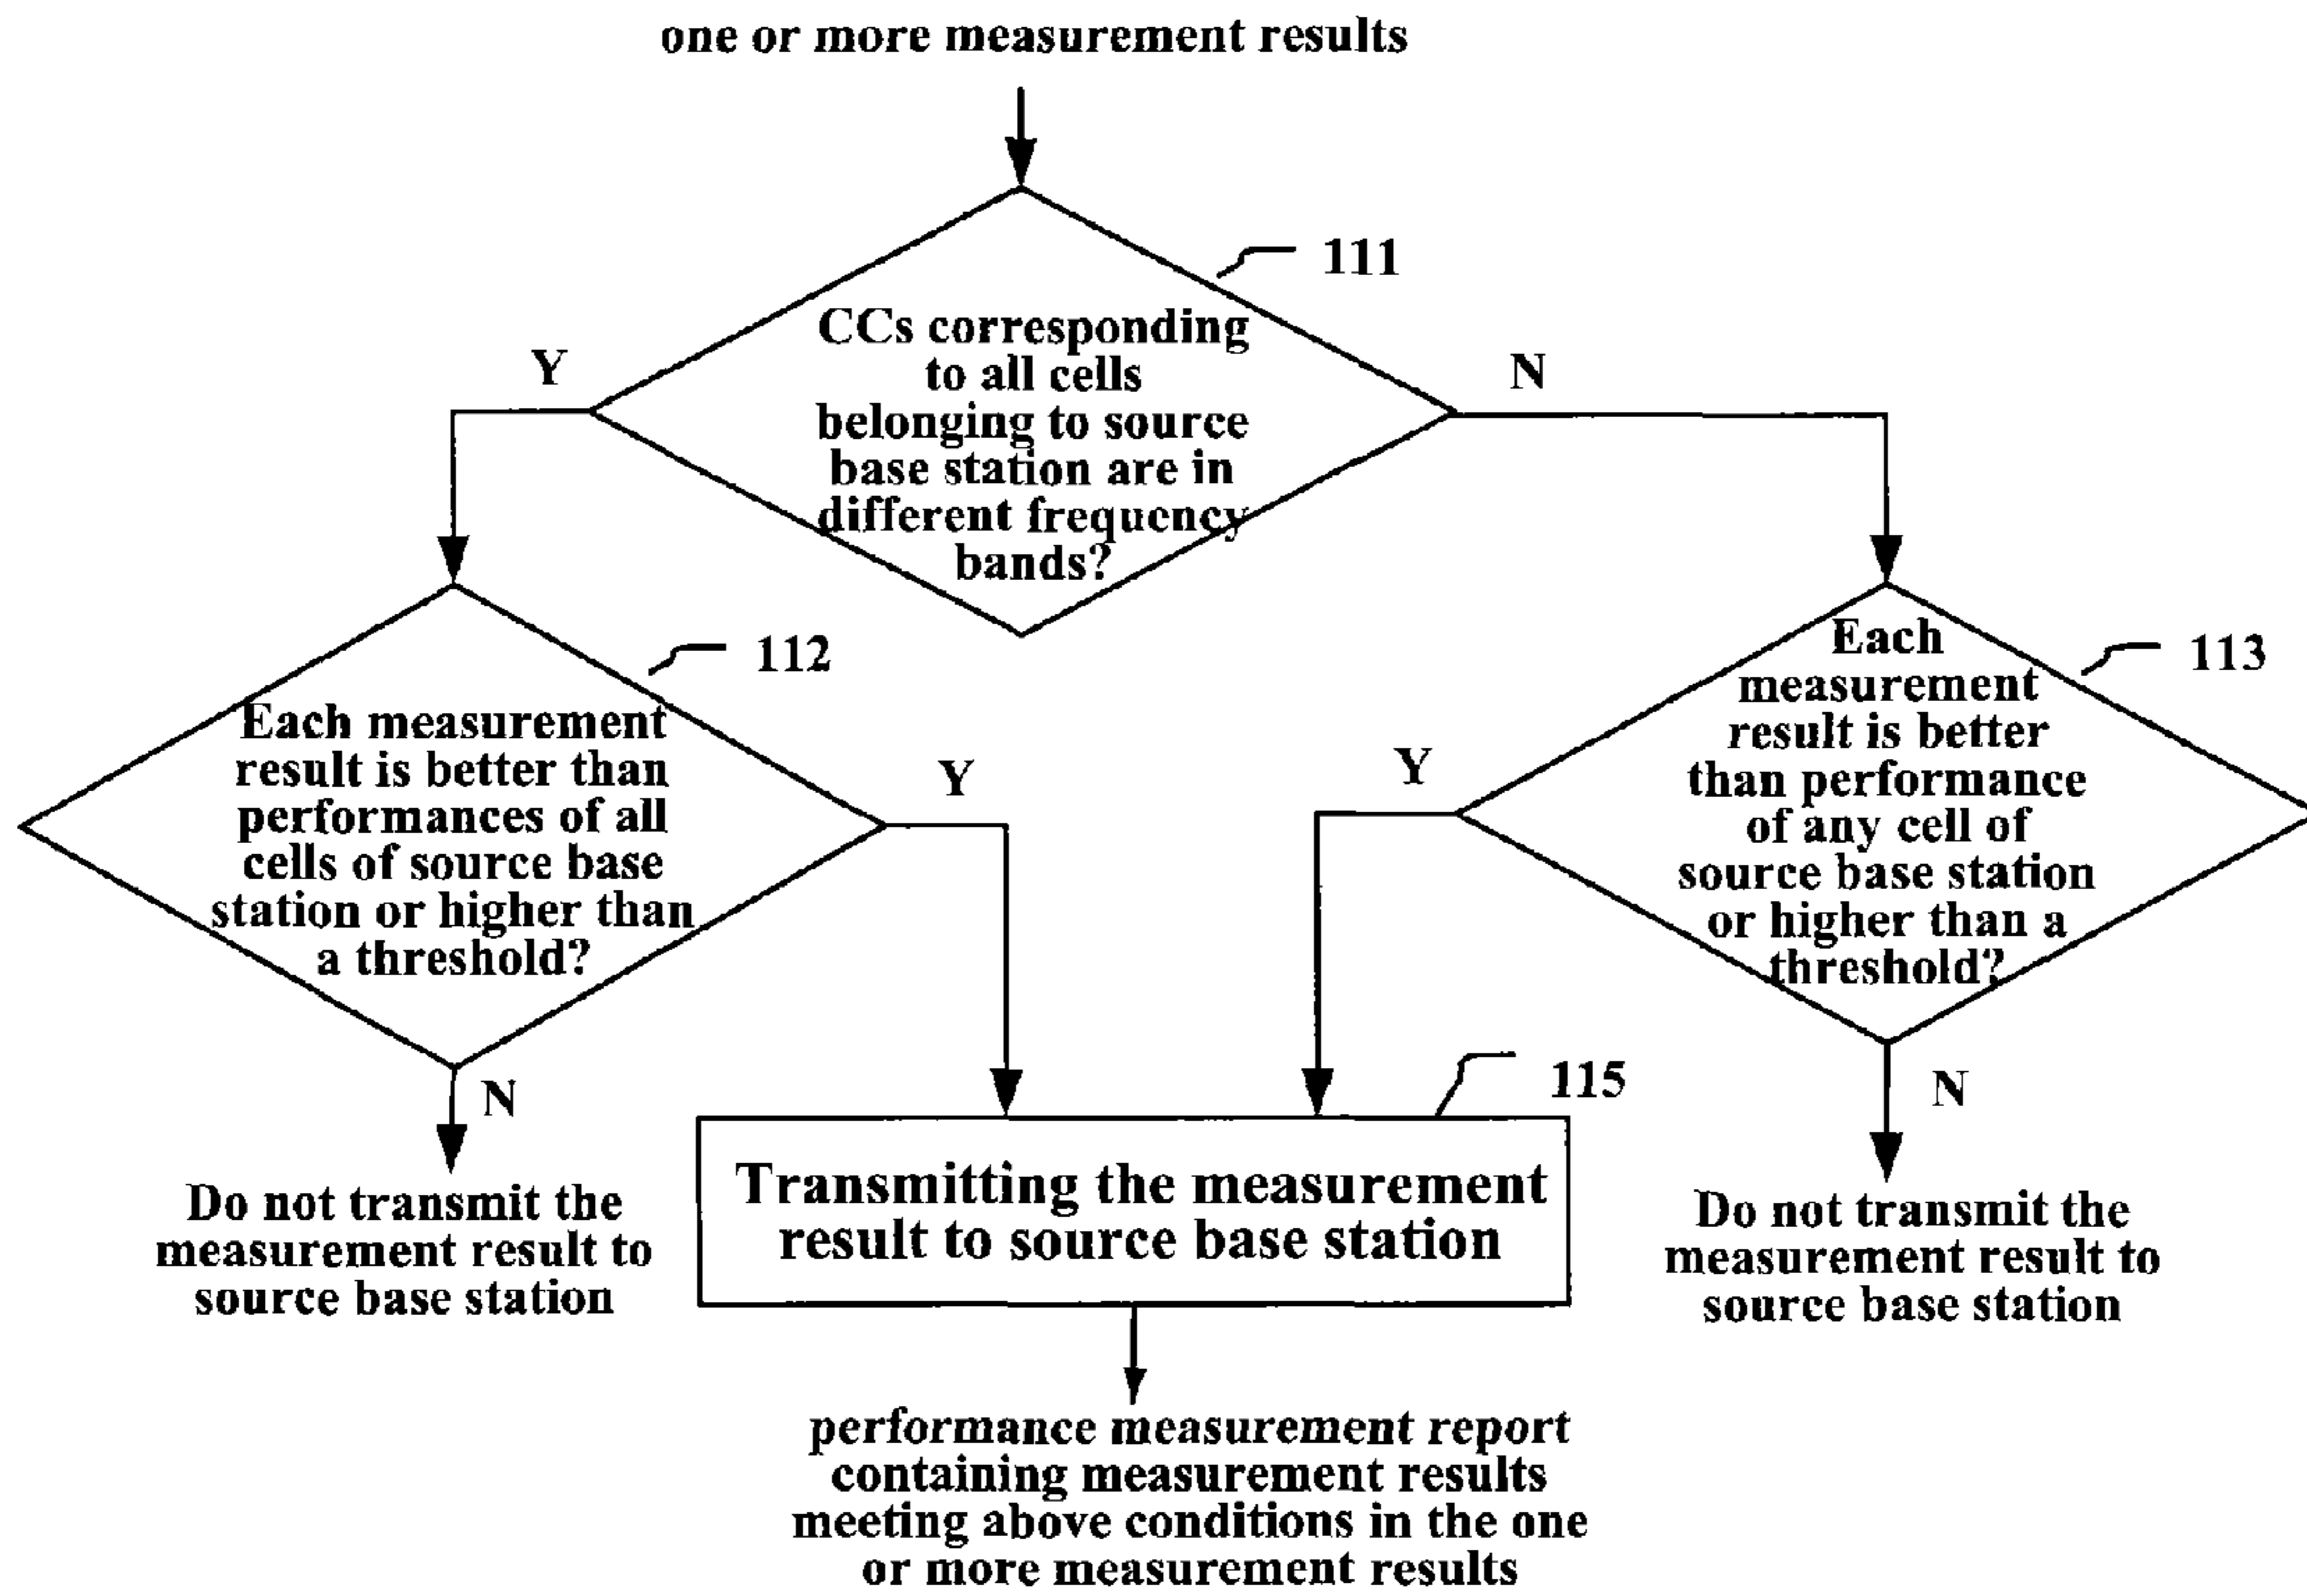 one or more measurement results
111
CCs corresponding
to all cells
belonging to source
base station are in
different frequency
bands?
Y
N
112
Each measurement
result is better than
performances of all
cells of source base
station or higher than
a threshold?
Y
N
113
Each
measurement
result is better
than performance
of any cell of
source base station
or higher than a
threshold?
Y
N
Do not transmit the
measurement result to
source base station
115
Transmitting the measurement
result to source base station
Do not transmit the
measurement result to
source base station
performance measurement report
containing measurement results
meeting above conditions in the one
or more measurement results